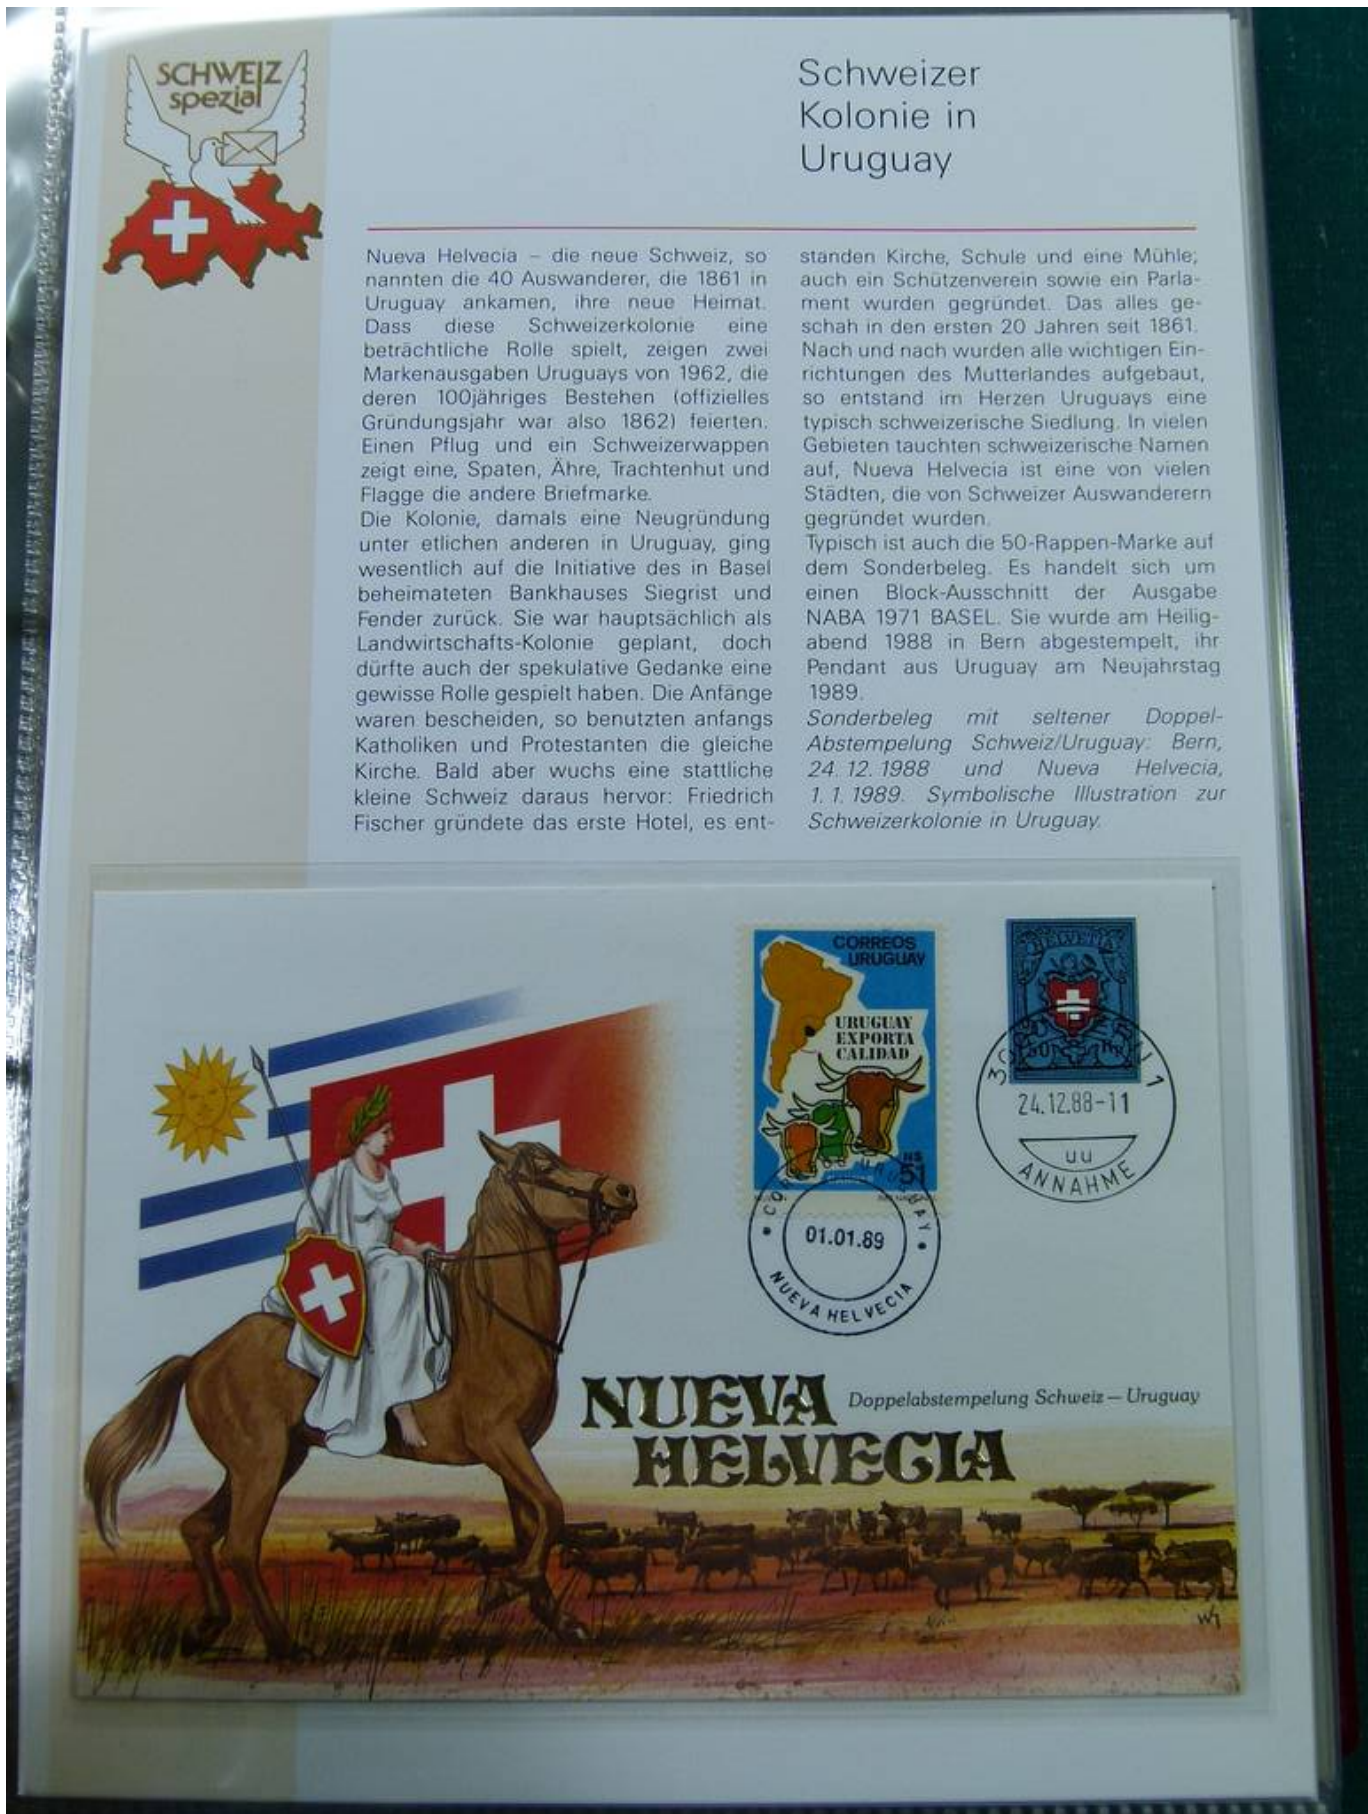 SCHWEIZ
spezial
Schweizer
Kolonie in
Uruguay
Nueva Helvecia – die neue Schweiz, so
nannten die 40 Auswanderer, die 1861 in
Uruguay ankamen, ihre neue Heimat.
Dass diese Schweizerkolonie eine
beträchtliche Rolle spielt, zeigen zwei
Markenausgaben Uruguays von 1962, die
deren 100jähriges Bestehen (offizielles
Gründungsjahr war also 1862) feierten.
Einen Pflug und ein Schweizerwappen
zeigt eine, Spaten, Ähre, Trachtenhut und
Flagge die andere Briefmarke.
Die Kolonie, damals eine Neugründung
unter etlichen anderen in Uruguay, ging
wesentlich auf die Initiative des in Basel
beheimateten Bankhauses Siegrist und
Fender zurück. Sie war hauptsächlich als
Landwirtschafts-Kolonie geplant, doch
dürfte auch der spekulative Gedanke eine
gewisse Rolle gespielt haben. Die Anfänge
waren bescheiden, so benutzten anfangs
Katholiken und Protestanten die gleiche
Kirche. Bald aber wuchs eine stattliche
kleine Schweiz daraus hervor: Friedrich
Fischer gründete das erste Hotel, es ent-
standen Kirche, Schule und eine Mühle;
auch ein Schützenverein sowie ein Parla-
ment wurden gegründet. Das alles ge-
schah in den ersten 20 Jahren seit 1861.
Nach und nach wurden alle wichtigen Ein-
richtungen des Mutterlandes aufgebaut,
so entstand im Herzen Uruguays eine
typisch schweizerische Siedlung. In vielen
Gebieten tauchten schweizerische Namen
auf, Nueva Helvecia ist eine von vielen
Städten, die von Schweizer Auswanderern
gegründet wurden.
Typisch ist auch die 50-Rappen-Marke auf
dem Sonderbeleg. Es handelt sich um
einen Block-Ausschnitt der Ausgabe
NABA 1971 BASEL. Sie wurde am Heilig-
abend 1988 in Bern abgestempelt, ihr
Pendant aus Uruguay am Neujahrstag
1989.
Sonderbeleg mit seltener Doppel-
Abstempelung Schweiz/Uruguay: Bern,
24. 12. 1988 und Nueva Helvecia,
1. 1. 1989. Symbolische Illustration zur
Schweizerkolonie in Uruguay.
CORREOS
URUGUAY
URUGUAY
EXPORTA
CALIDAD
N$
51
URUGUAY
01.01.89
NUEVA HELVECIA
HELVETIA
1
24.12.88-11
uu
ANNAHME
NUEVA
HELVECIA
Doppelabstempelung Schweiz – Uruguay